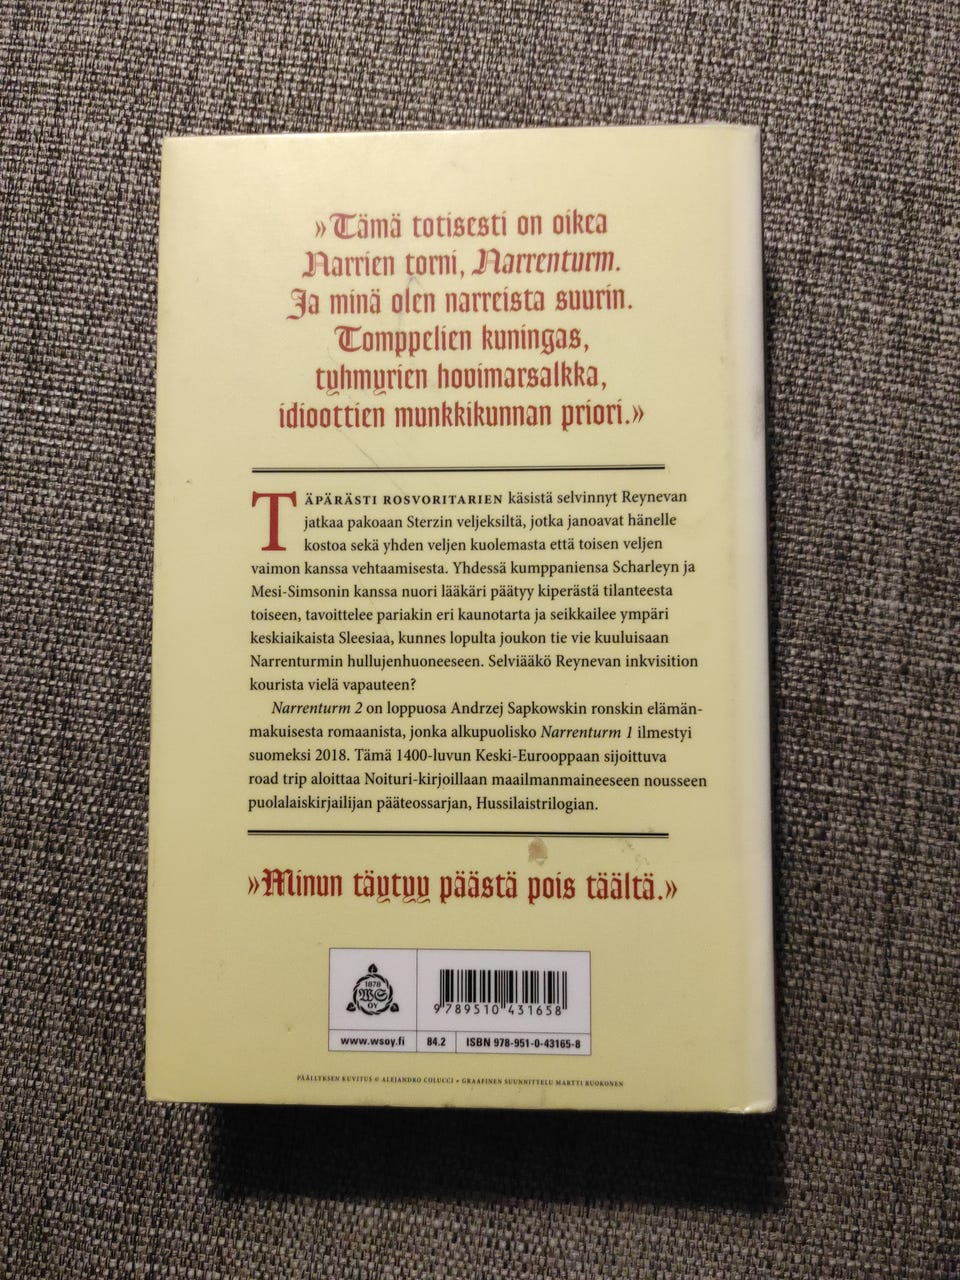 »Tämä totisesti on oikea
Narrien torni, Narrenturm.
Ja minä olen narreista suurin.
Tomppelien kuningas,
tyhmyrien hovimarsalkka,
idioottien munkkikunnan priori.»
TÄPÄRÄSTI ROSVORITARIEN käsistä selvinnyt Reynevan
jatkaa pakoaan Sterzin veljeksiltä, jotka janoavat hänelle
kostoa sekä yhden veljen kuolemasta että toisen veljen
vaimon kanssa vehtaamisesta. Yhdessä kumppaniensa Scharleyn ja
Mesi-Simsonin kanssa nuori lääkäri päätyy kiperästä tilanteesta
toiseen, tavoittelee pariakin eri kaunotarta ja seikkailee ympäri
keskiaikaista Sleesiaa, kunnes lopulta joukon tie vie kuuluisaan
Narrenturmin hullujenhuoneeseen. Selviääkö Reynevan inkvisition
kourista vielä vapauteen?
Narrenturm 2 on loppuosa Andrzej Sapkowskin ronskin elämän-
makuisesta romaanista, jonka alkupuolisko Narrenturm 1 ilmestyi
suomeksi 2018. Tämä 1400-luvun Keski-Eurooppaan sijoittuva
road trip aloittaa Noituri-kirjoillaan maailmanmaineeseen nousseen
puolalaiskirjailijan pääteossarjan, Hussilaistrilogian.
»Minun täytyy päästä pois täältä.»
1878
WS
OY
9789510431658
www.wsoy.fi
84.2
ISBN 978-951-0-43165-8
PÄÄLLYKSEN KUVITUS © ALEJANDRO COLUCCI • GRAAFINEN SUUNNITTELU MARTTI RUOKONEN